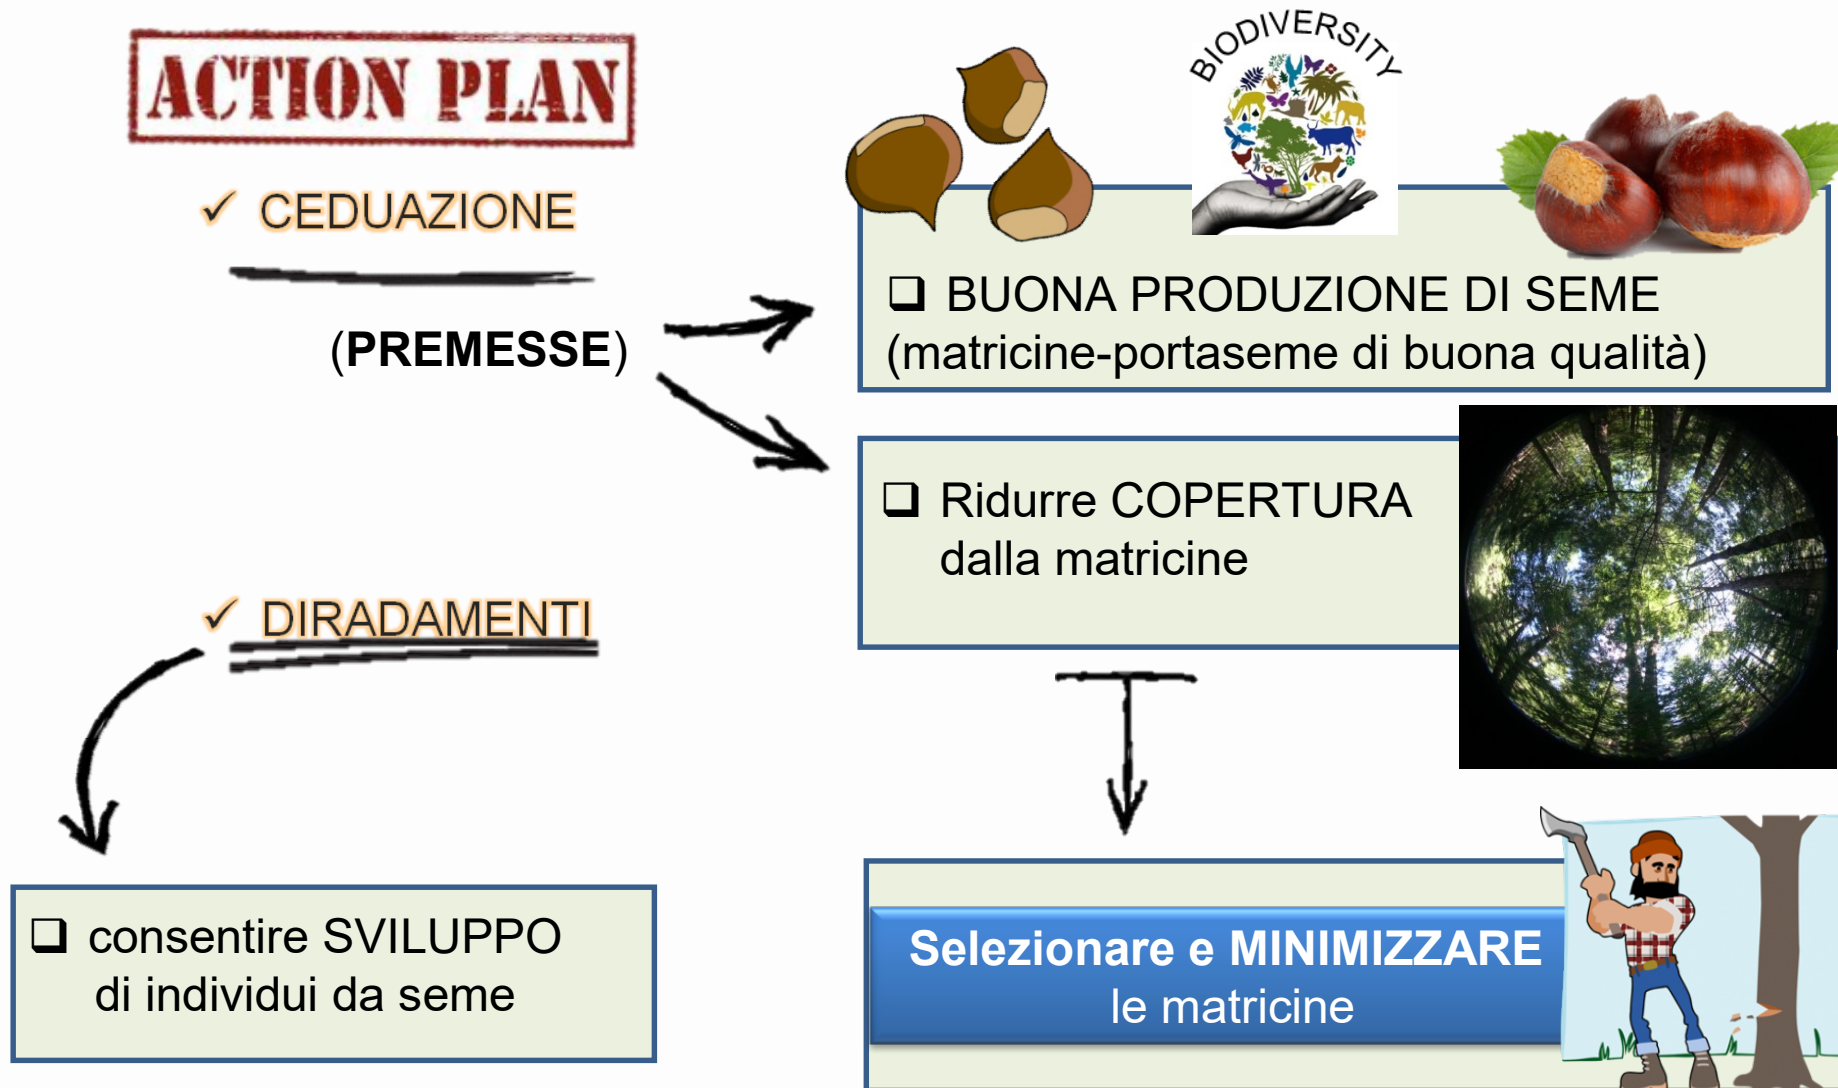 ACTION PLAN
✓ CEDUAZIONE
(PREMESSE)
BIODIVERSITY
❑ BUONA PRODUZIONE DI SEME
(matricine-portaseme di buona qualità)
❑ Ridurre COPERTURA
dalla matricine
✓ DIRADAMENTI
❑ consentire SVILUPPO
di individui da seme
Selezionare e MINIMIZZARE
le matricine